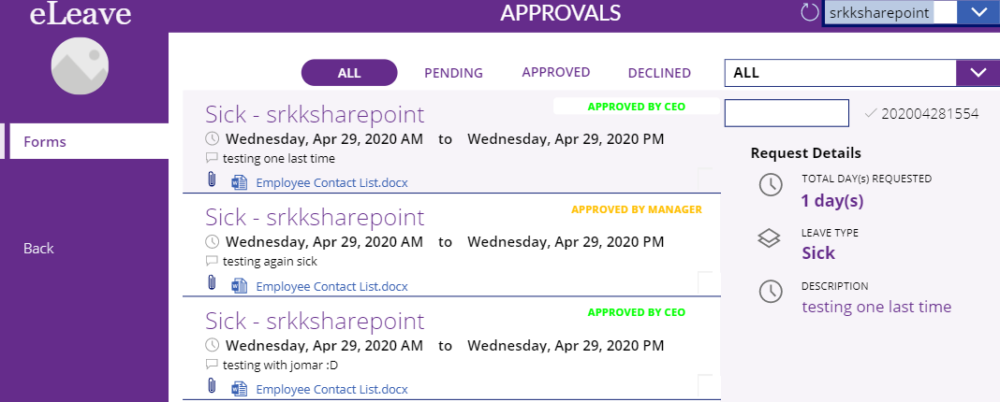 eLeave
APPROVALS
srkksharepoint
ALL
PENDING
APPROVED
DECLINED
ALL
Forms
Back
Sick - srkksharepoint
APPROVED BY CEO
Wednesday, Apr 29, 2020 AM to Wednesday, Apr 29, 2020 PM
testing one last time
Employee Contact List.docx
Sick - srkksharepoint
APPROVED BY MANAGER
Wednesday, Apr 29, 2020 AM to Wednesday, Apr 29, 2020 PM
testing again sick
Employee Contact List.docx
Sick - srkksharepoint
APPROVED BY CEO
Wednesday, Apr 29, 2020 AM to Wednesday, Apr 29, 2020 PM
testing with jomar :D
Employee Contact List.docx
202004281554
Request Details
TOTAL DAY(s) REQUESTED
1 day(s)
LEAVE TYPE
Sick
DESCRIPTION
testing one last time